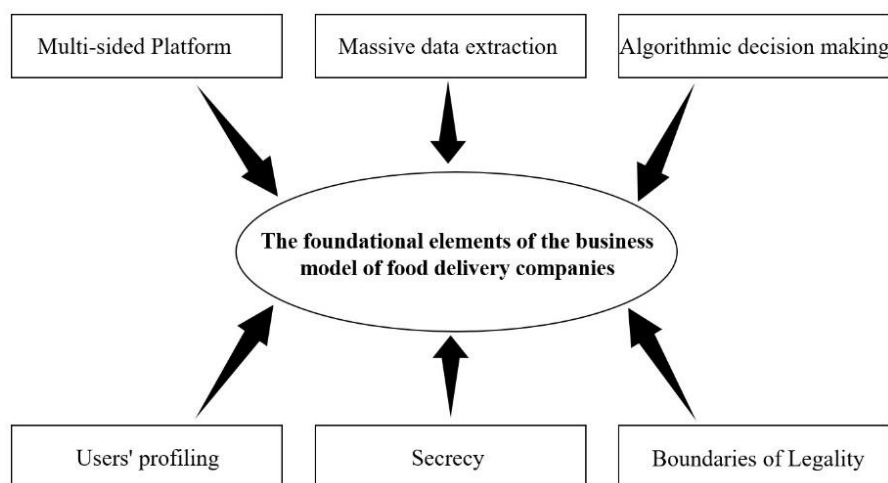 Multi-sided Platform
Massive data extraction
Algorithmic decision making
The foundational elements of the business
model of food delivery companies
Users' profiling
Secrecy
Boundaries of Legality